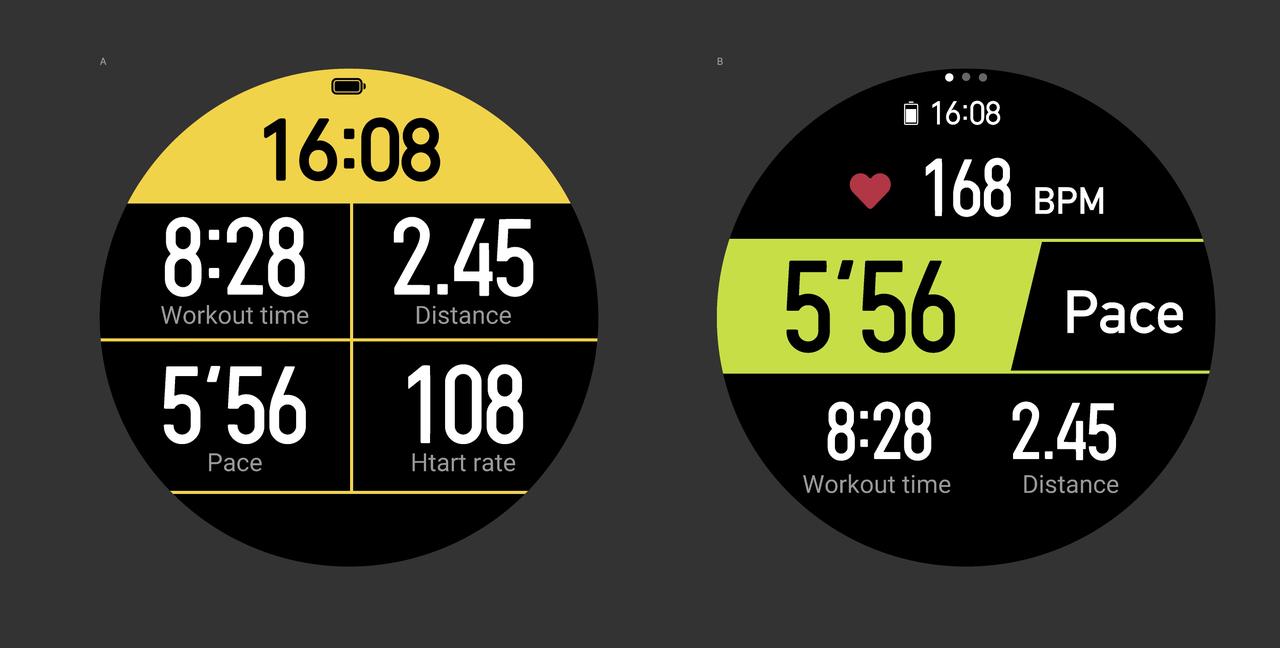 A
16:08
8:28 2.45
Workout time Distance
5‘56 108
Pace Htart rate
B
16:08
168 BPM
5‘56 Pace
8:28 2.45
Workout time Distance